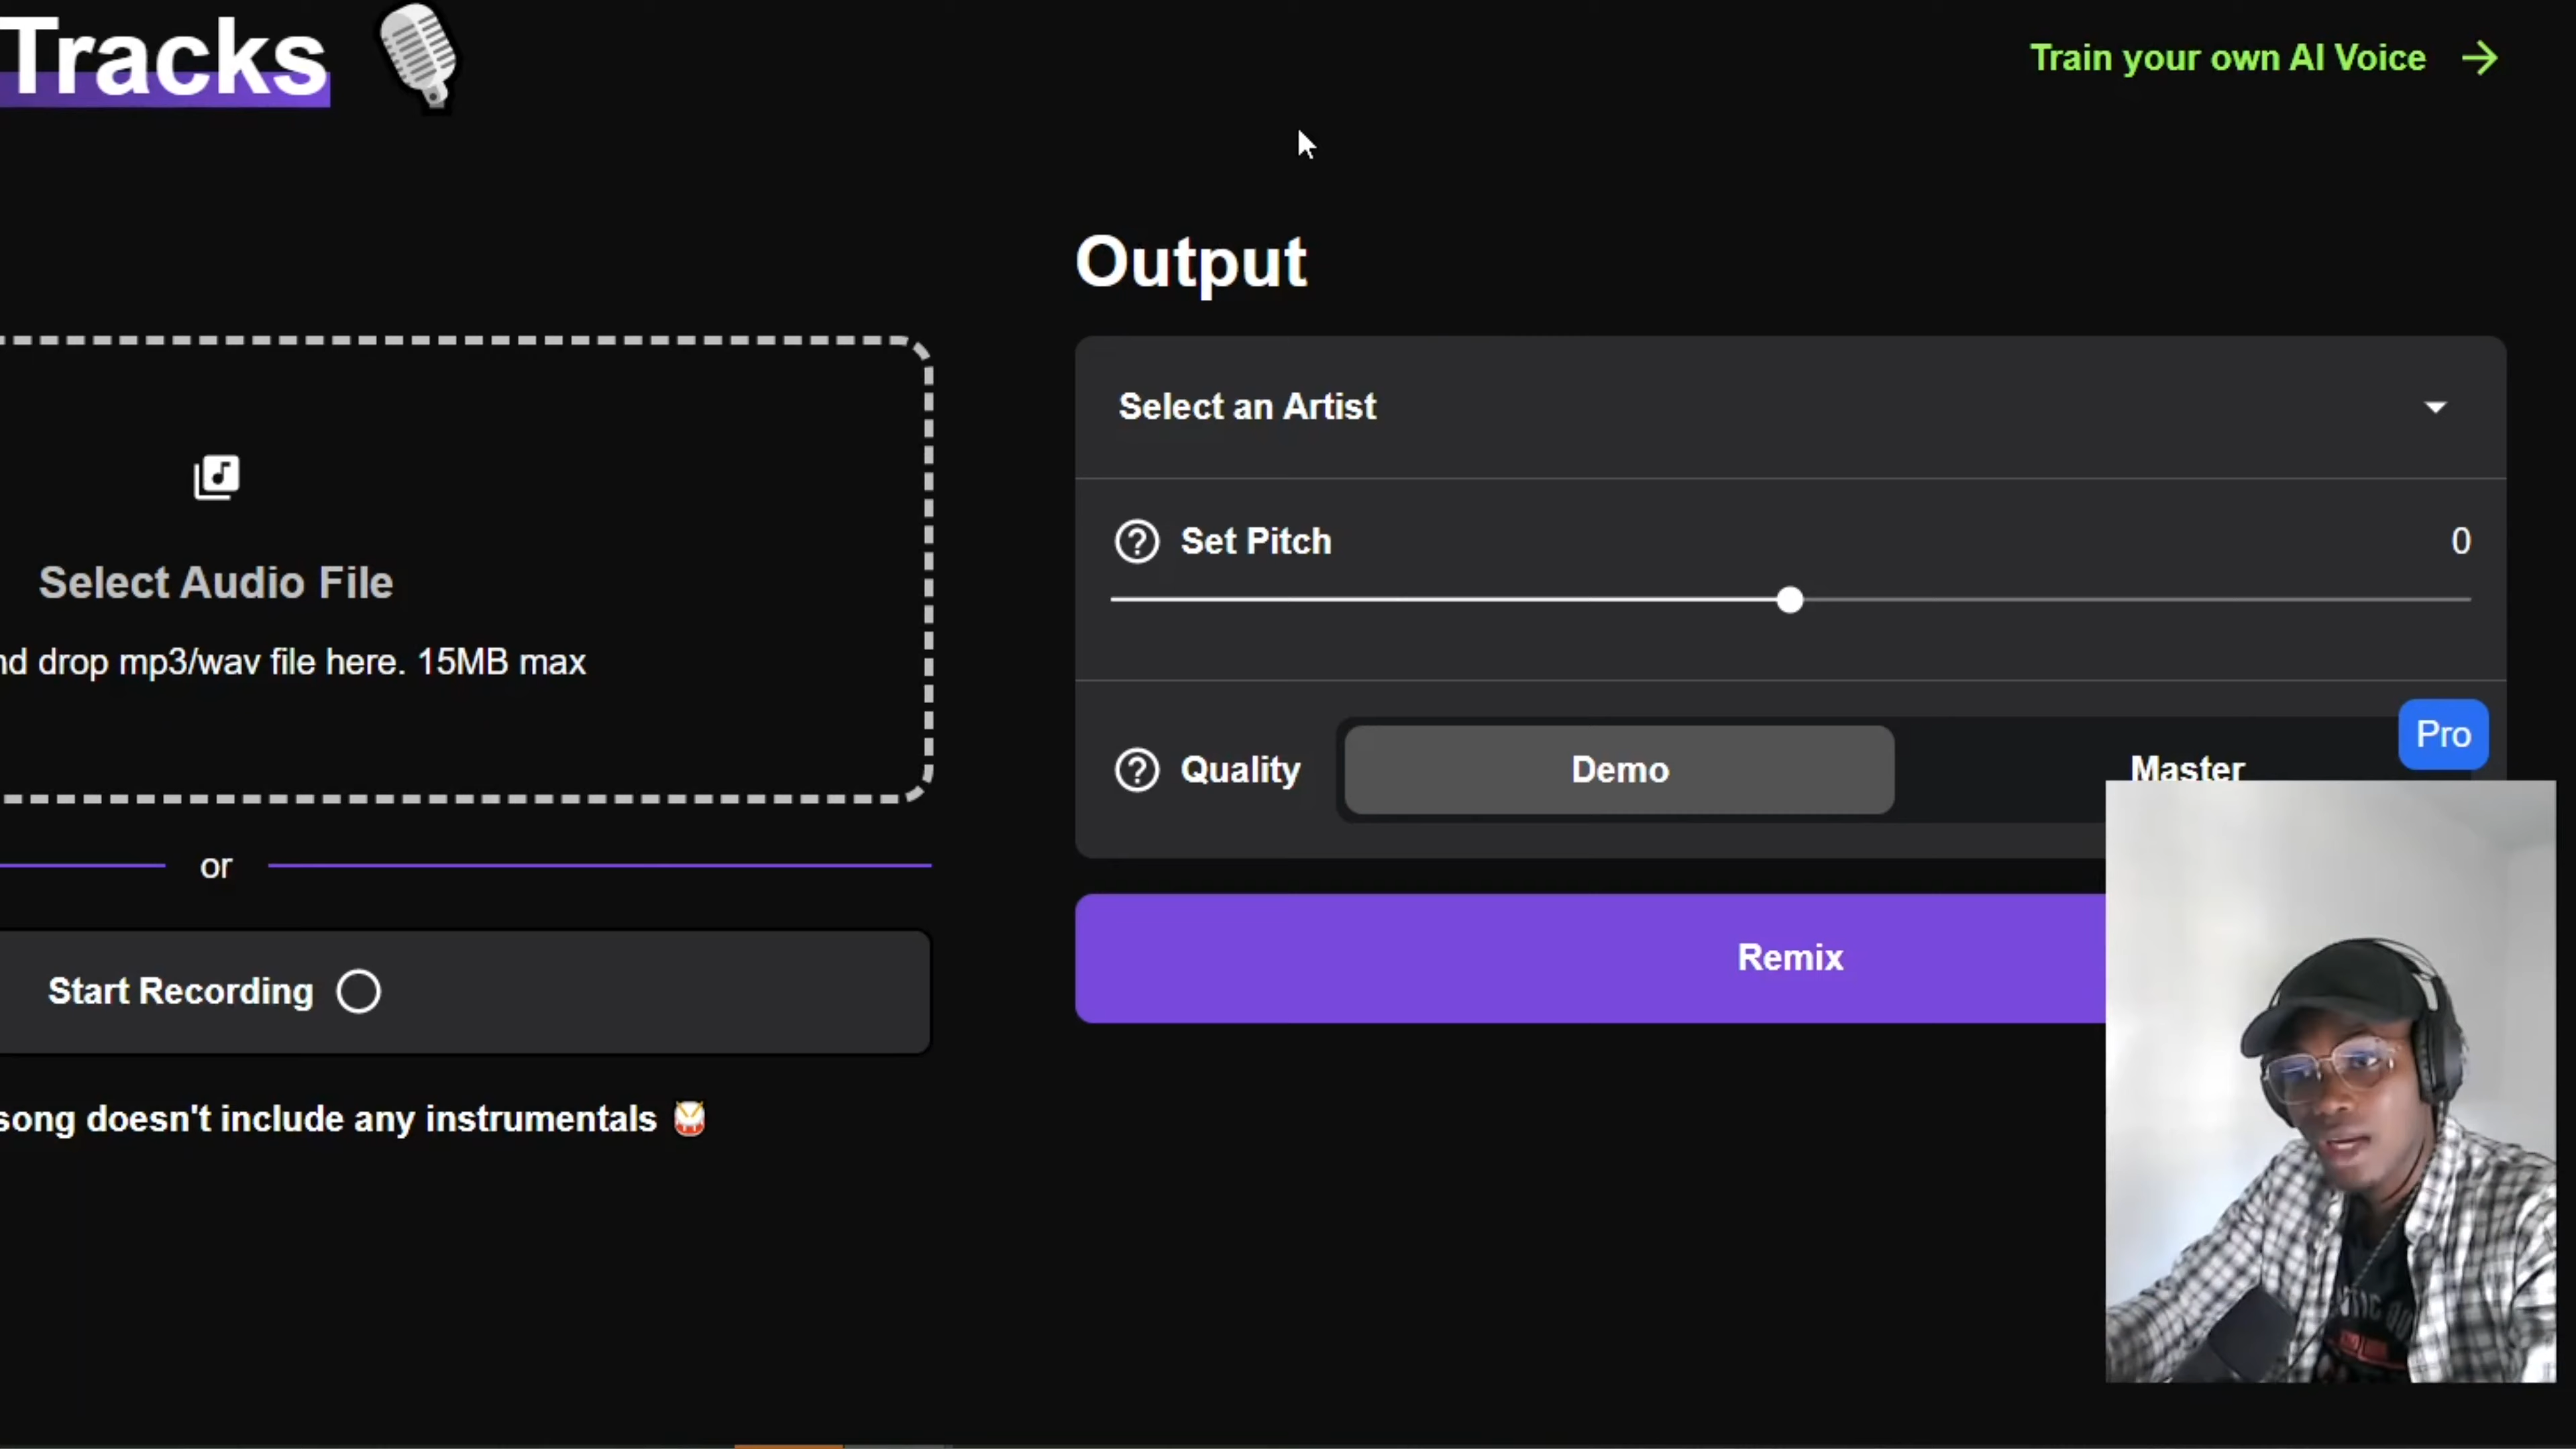 Tracks
Train your own AI Voice
Output
Select an Artist
Set Pitch
0
Select Audio File
nd drop mp3/wav file here. 15MB max
Quality
Demo
Master
Pro
or
Remix
Start Recording
song doesn't include any instrumentals